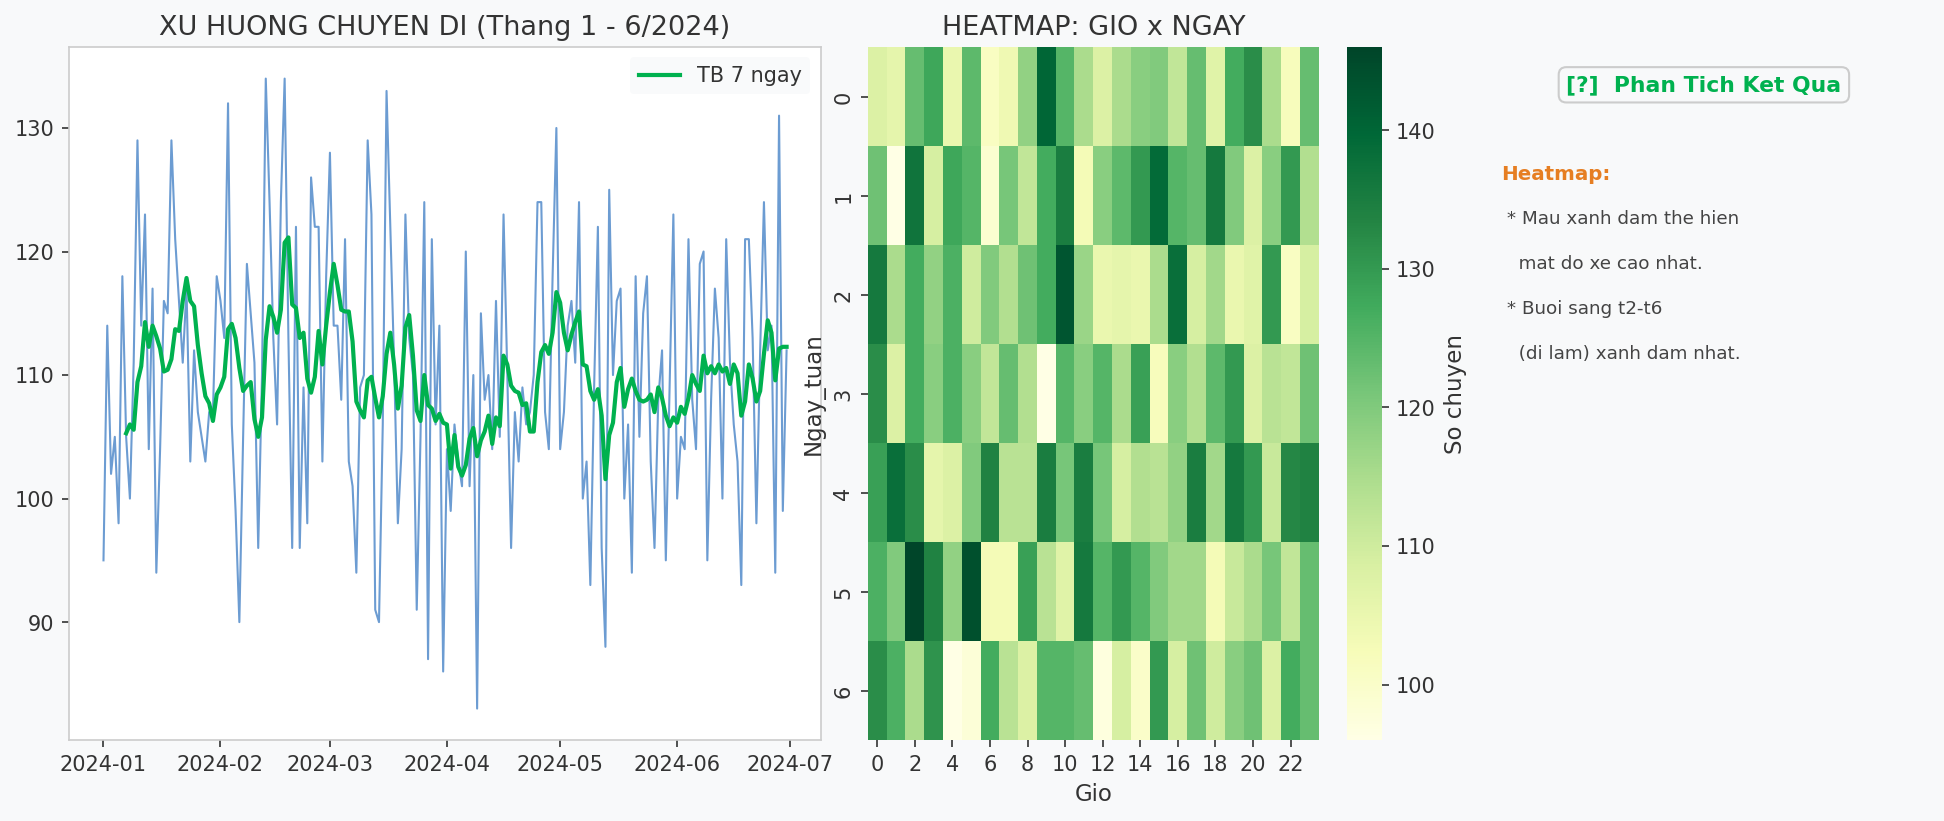 XU HUONG CHUYEN DI (Thang 1 - 6/2024)
TB 7 ngay
130
120
110
100
90
2024-01 2024-02 2024-03 2024-04 2024-05 2024-06 2024-07
HEATMAP: GIO x NGAY
Ngay_tuan
0
1
2
3
4
5
6
0 2 4 6 8 10 12 14 16 18 20 22
Gio
140
130
120
110
100
So chuyen
[?] Phan Tich Ket Qua
Heatmap:
* Mau xanh dam the hien
mat do xe cao nhat.
* Buoi sang t2-t6
(di lam) xanh dam nhat.